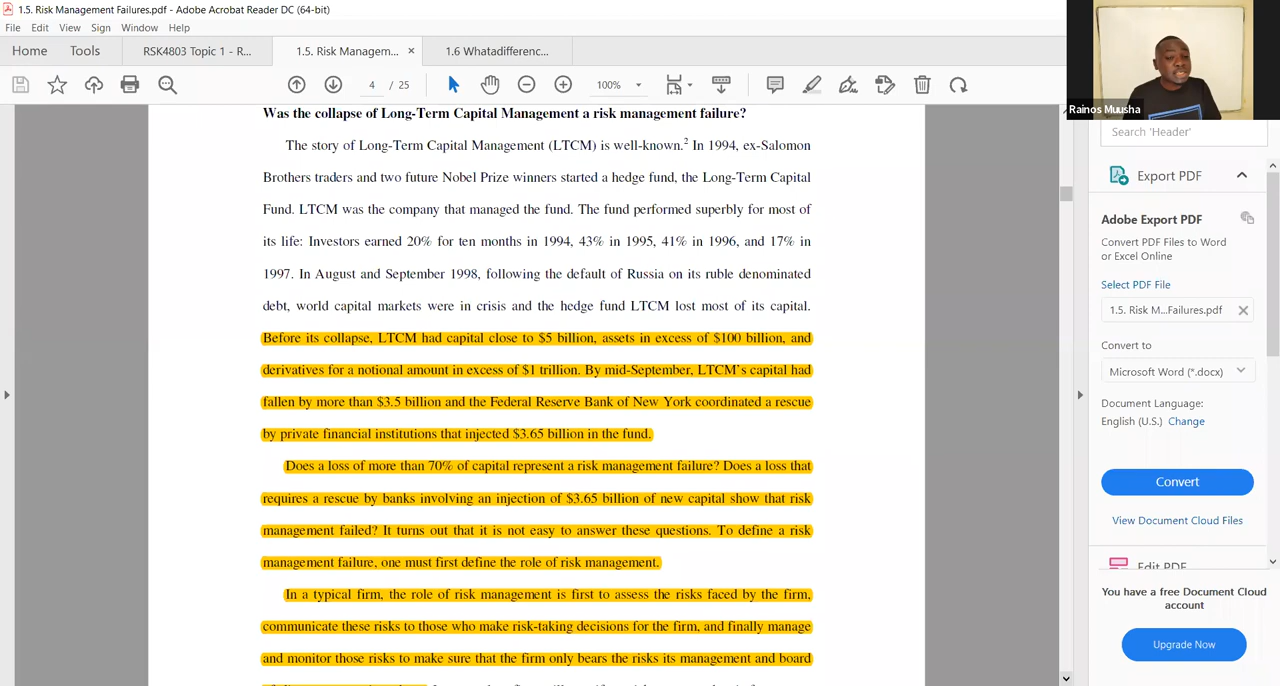 1.5. Risk Management Failures.pdf - Adobe Acrobat Reader DC (64-bit)
File Edit View Sign Window Help
Home Tools RSK4803 Topic 1 - R... 1.5. Risk Managem... × 1.6 Whatadifferenc...
4 / 25 100%
Rainos Muusha
Was the collapse of Long-Term Capital Management a risk management failure?
The story of Long-Term Capital Management (LTCM) is well-known.2 In 1994, ex-Salomon
Brothers traders and two future Nobel Prize winners started a hedge fund, the Long-Term Capital
Fund. LTCM was the company that managed the fund. The fund performed superbly for most of
its life: Investors earned 20% for ten months in 1994, 43% in 1995, 41% in 1996, and 17% in
1997. In August and September 1998, following the default of Russia on its ruble denominated
debt, world capital markets were in crisis and the hedge fund LTCM lost most of its capital.
Before its collapse, LTCM had capital close to $5 billion, assets in excess of $100 billion, and
derivatives for a notional amount in excess of $1 trillion. By mid-September, LTCM's capital had
fallen by more than $3.5 billion and the Federal Reserve Bank of New York coordinated a rescue
by private financial institutions that injected $3.65 billion in the fund.
Does a loss of more than 70% of capital represent a risk management failure? Does a loss that
requires a rescue by banks involving an injection of $3.65 billion of new capital show that risk
management failed? It turns out that it is not easy to answer these questions. To define a risk
management failure, one must first define the role of risk management.
In a typical firm, the role of risk management is first to assess the risks faced by the firm,
communicate these risks to those who make risk-taking decisions for the firm, and finally manage
and monitor those risks to make sure that the firm only bears the risks its management and board
Search 'Header'
Export PDF
Adobe Export PDF
Convert PDF Files to Word
or Excel Online
Select PDF File
1.5. Risk M...Failures.pdf
Convert to
Microsoft Word (*.docx)
Document Language:
English (U.S.) Change
Convert
View Document Cloud Files
Edit PDF
You have a free Document Cloud
account
Upgrade Now